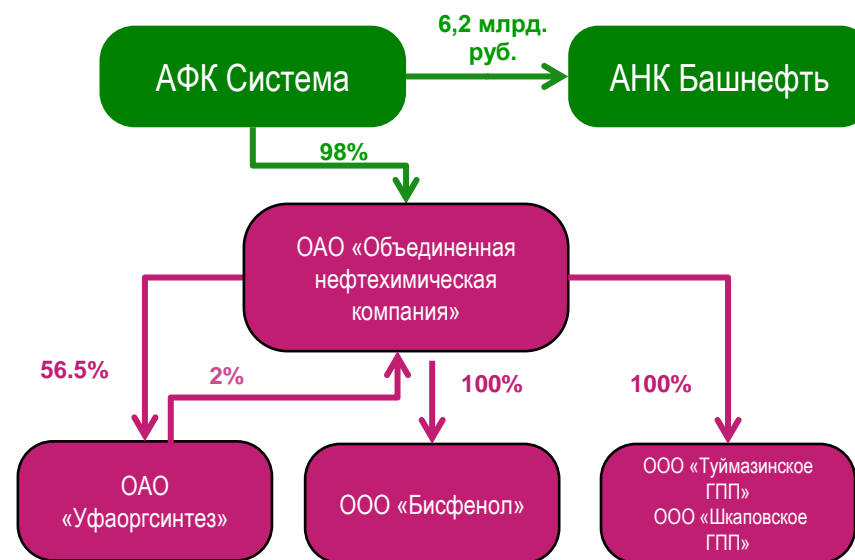 6,2 млрд.
руб.
АФК Система
АНК Башнефть
98%
ОАО «Объединенная
нефтехимическая
компания»
56.5%
2%
100%
100%
ОАО
«Уфаоргсинтез»
ООО «Бисфенол»
ООО «Туймазинское
ГПП»
ООО «Шкаповское
ГПП»